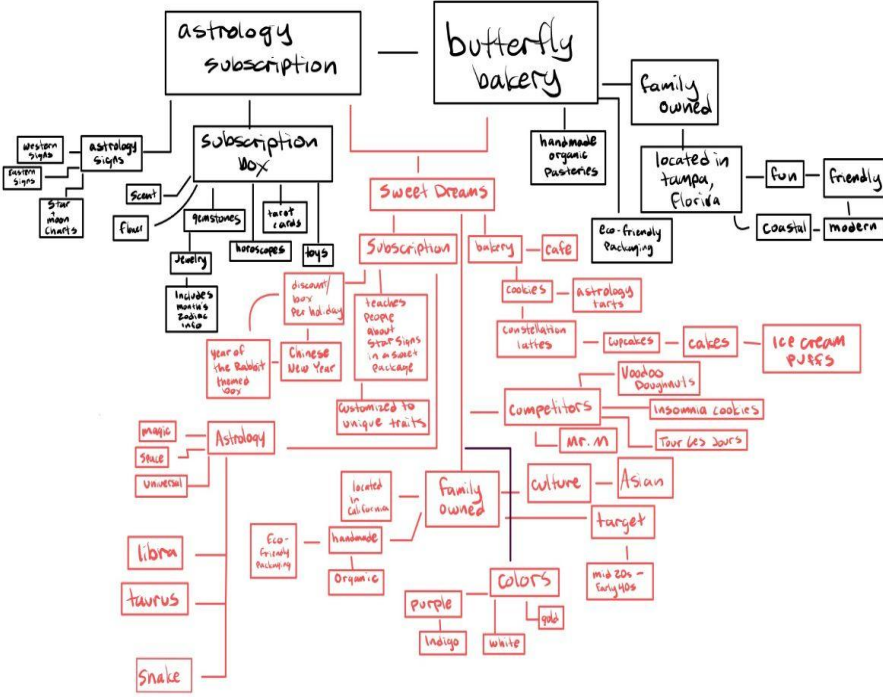 astrology
subscription
butterfly
bakery
family
owned
Western
signs
astrology
signs
Eastern
signs
Star
+
moon
Charts
Subscription
box
Scent
flour
gemstones
tarot
cards
horoscopes
toys
Jewelry
Includes
month's
Zodiac
info
handmade
organic
Pasteries
located in
tampa,
Florida
fun
friendly
coastal
modern
eco-friendly
Packaging
Sweet Dreams
Subscription
bakery
cafe
discount/
box
Per holiday
teaches
people
about
Star Signs
in a sweet
Package
cookies
astrology
tarts
Constellation
lattes
Cupcakes
cakes
Ice cream
puffs
year of
the Rabbit
themed
box
Chinese
New Year
Customized to
unique traits
Competitors
Voodoo
Doughnuts
Insomnia cookies
Mr. M
Tour Les Jours
magic
Space
Universal
Astrology
libra
taurus
Snake
located
in
California
family
owned
culture
Asian
target
mid 20s -
Early 40s
Eco-
Friendly
Packaging
handmade
Organic
Colors
purple
Indigo
white
gold